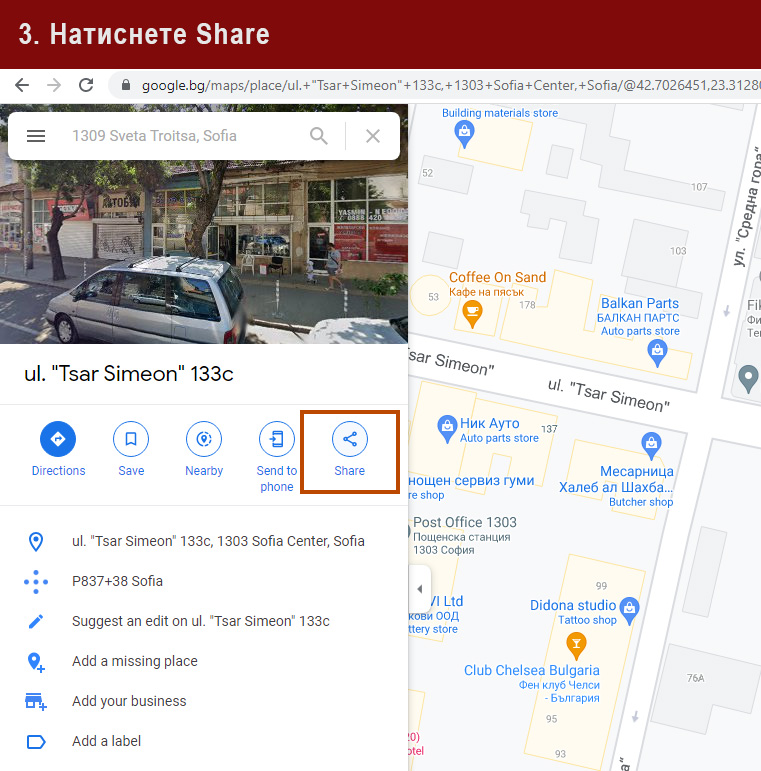 3. Натиснете Share
google.bg/maps/place/ul.+"Tsar+Simeon"+133c,+1303+Sofia+Center,+Sofia/@42.7026451,23.3128
1309 Sveta Troitsa, Sofia
YASMIN
0888 420
ul. "Tsar Simeon" 133c
Directions
Save
Nearby
Send to
phone
Share
ul. "Tsar Simeon" 133c, 1303 Sofia Center, Sofia
P837+38 Sofia
Suggest an edit on ul. "Tsar Simeon" 133c
Add a missing place
Add your business
Add a label
Building materials store
52
107
ул. "Средна гора"
103
Coffee On Sand
Кафе на пясък
53
178
Balkan Parts
БАЛКАН ПАРТС
Auto parts store
Fik
Фи
Те
sar Simeon"
ul. "Tsar Simeon"
Ник Ауто
Auto parts store
137
Месарница
Халеб ал Шахба...
Butcher shop
нощен сервиз гуми
re shop
Post Office 1303
Пощенска станция
1303 София
99
VI Ltd
кови ООД
ttery store
Didona studio
Tattoo shop
Club Chelsea Bulgaria
Фен клуб Челси
- България
76A
95
93
20)
otel
а"